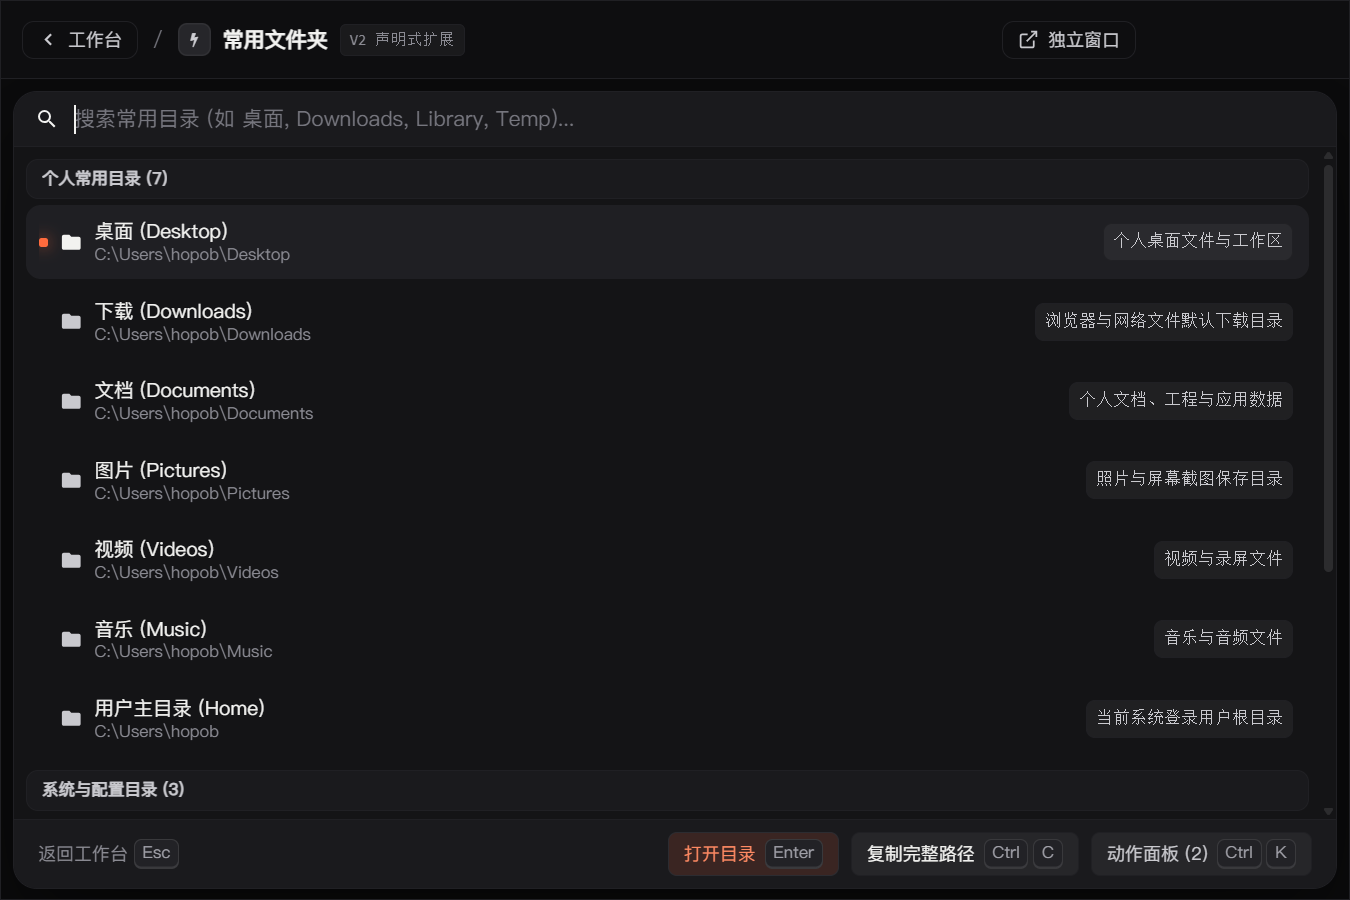 工作台 / 常用文件夹 V2 声明式扩展 独立窗口
搜索常用目录 (如 桌面, Downloads, Library, Temp)...
个人常用目录 (7)
桌面 (Desktop)
C:\Users\hopob\Desktop
个人桌面文件与工作区
下载 (Downloads)
C:\Users\hopob\Downloads
浏览器与网络文件默认下载目录
文档 (Documents)
C:\Users\hopob\Documents
个人文档、工程与应用数据
图片 (Pictures)
C:\Users\hopob\Pictures
照片与屏幕截图保存目录
视频 (Videos)
C:\Users\hopob\Videos
视频与录屏文件
音乐 (Music)
C:\Users\hopob\Music
音乐与音频文件
用户主目录 (Home)
C:\Users\hopob
当前系统登录用户根目录
系统与配置目录 (3)
返回工作台 Esc 打开目录 Enter 复制完整路径 Ctrl C 动作面板 (2) Ctrl K